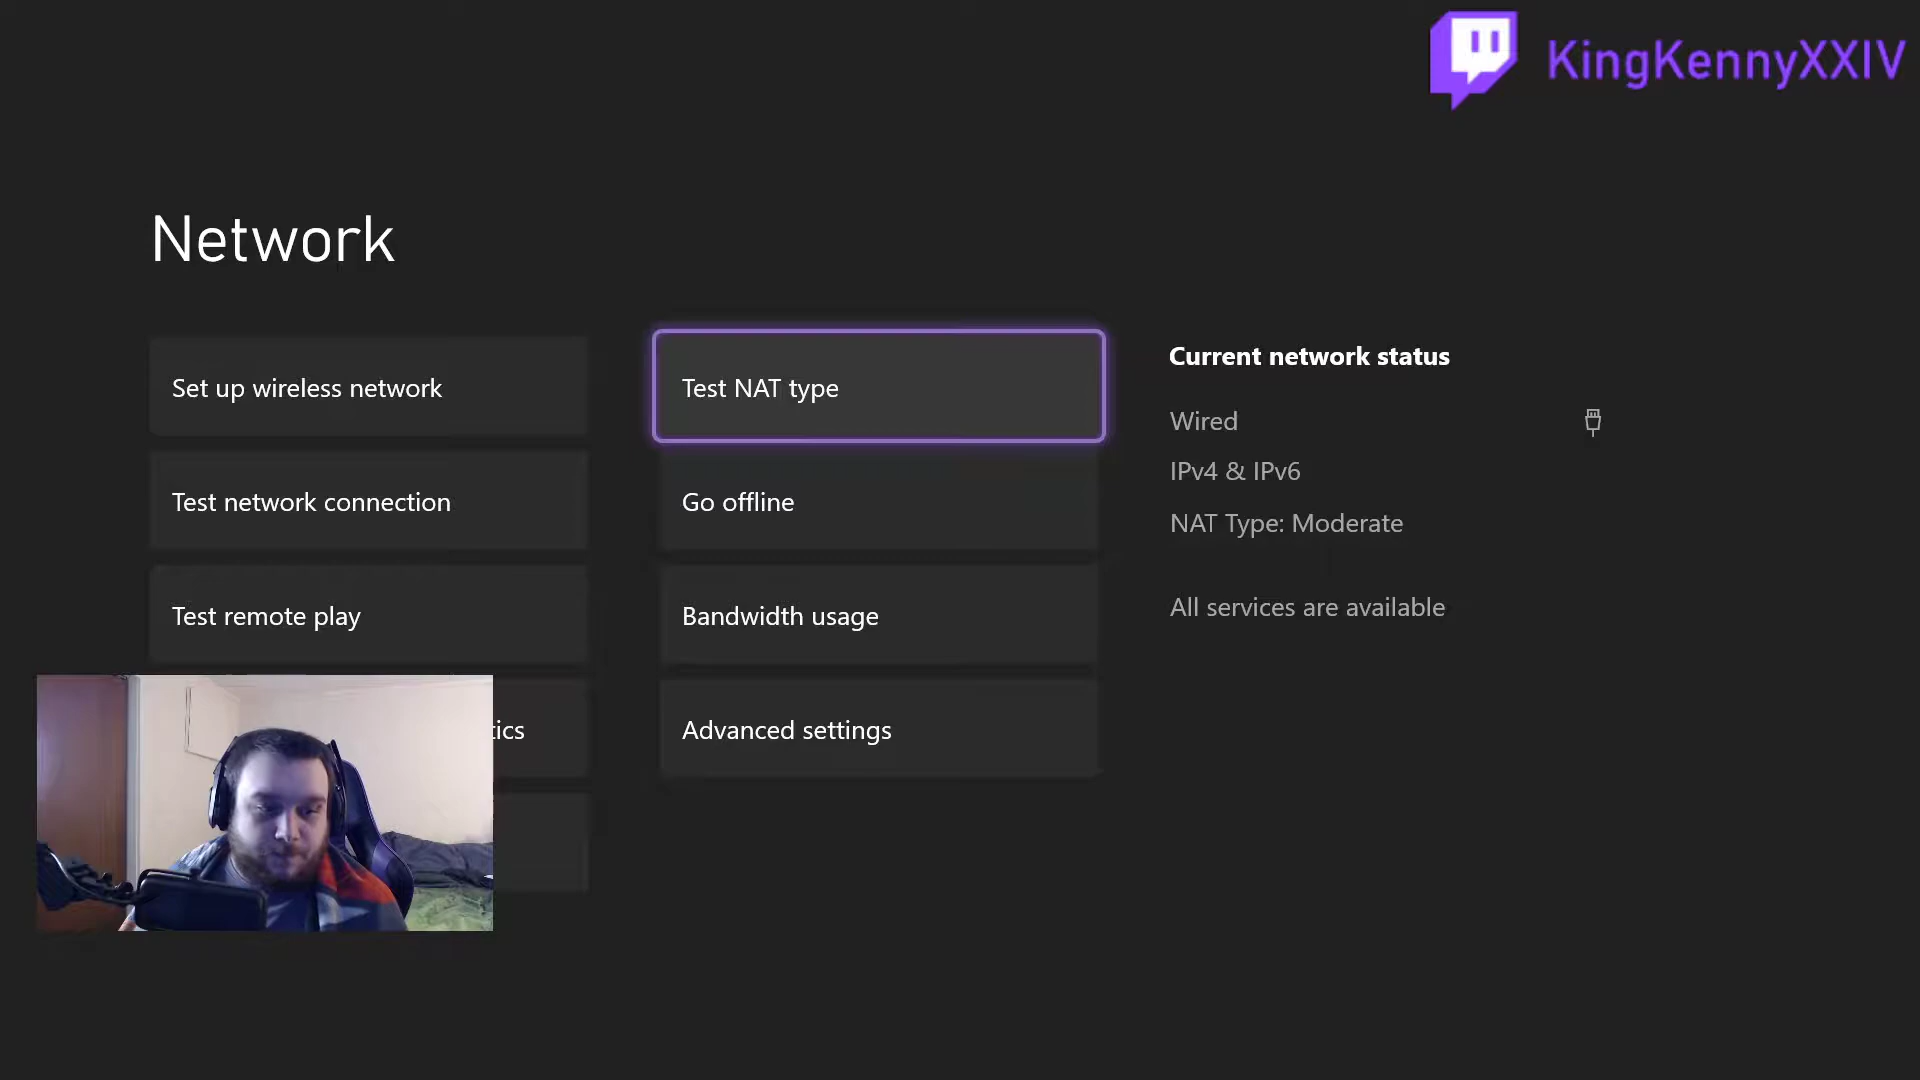 KingKennyXXIV
Network
Set up wireless network
Test network connection
Test remote play
tics
Test NAT type
Go offline
Bandwidth usage
Advanced settings
Current network status
Wired
IPv4 & IPv6
NAT Type: Moderate
All services are available